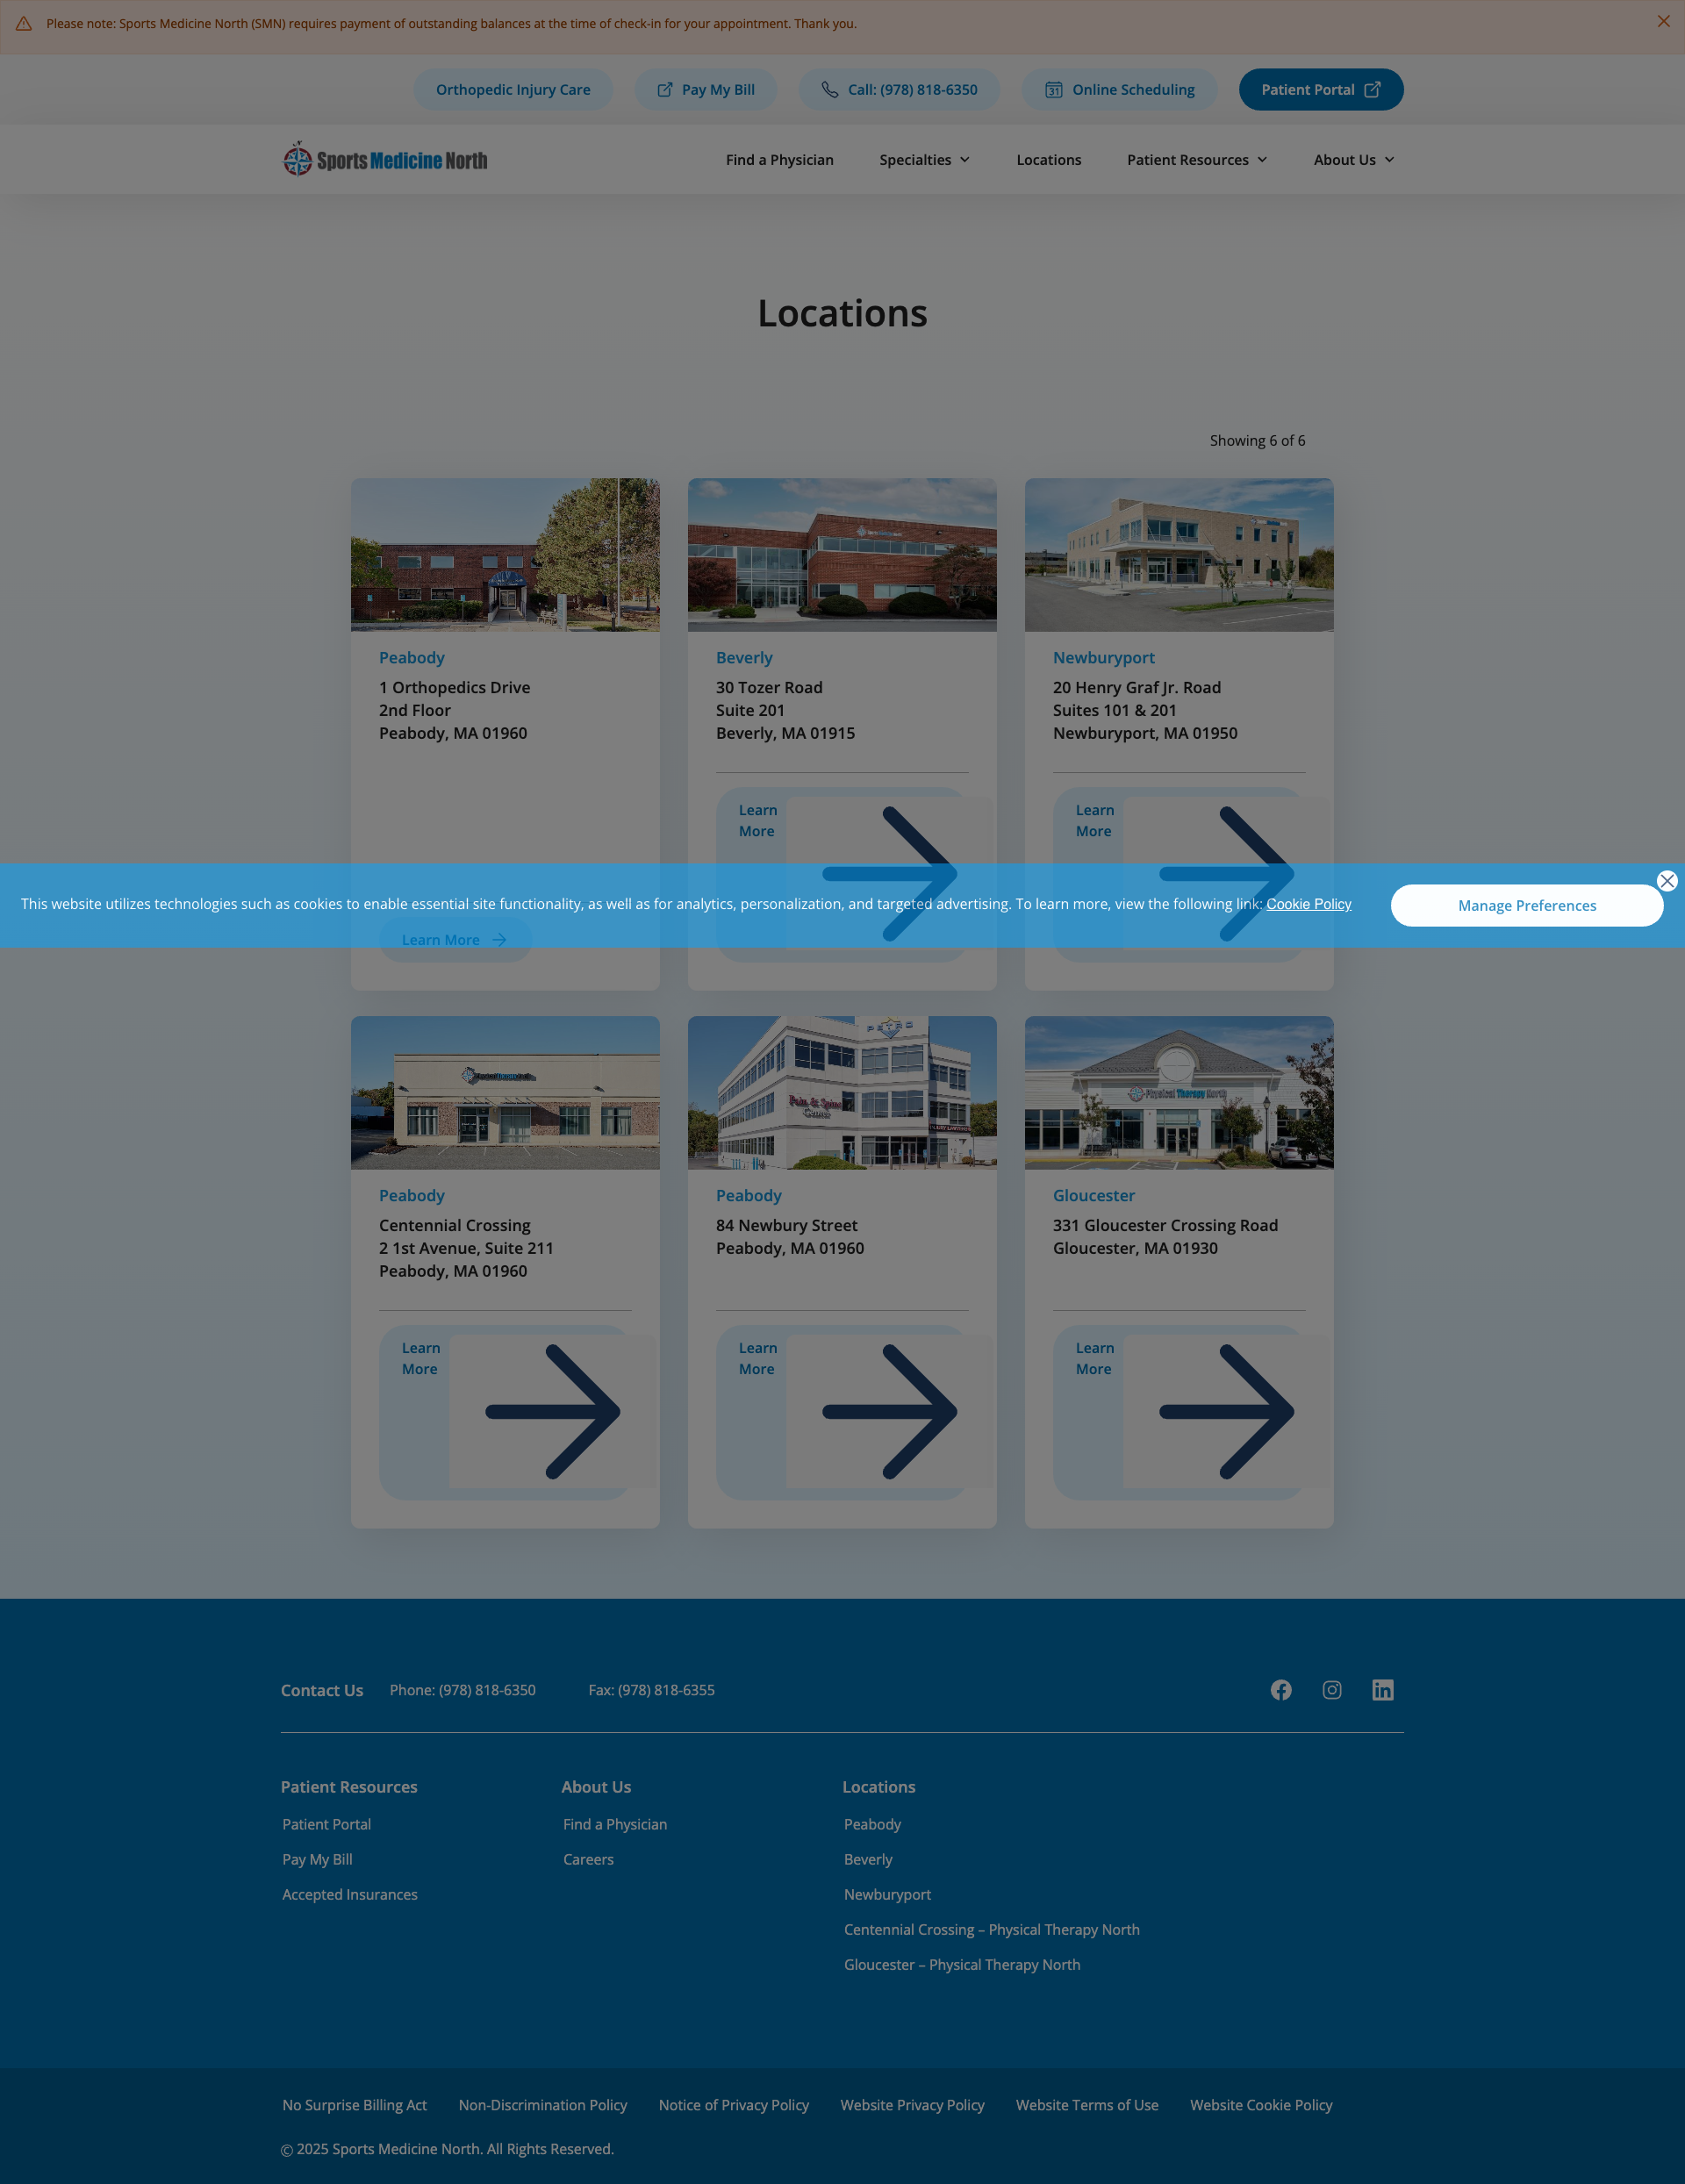 Please note: Sports Medicine North (SMN) requires payment of outstanding balances at the time of check-in for your appointment. Thank you.
Orthopedic Injury Care
Pay My Bill
Call: (978) 818-6350
31
Online Scheduling
Patient Portal
Sports Medicine North
Find a Physician
Specialties
Locations
Patient Resources
About Us
Locations
Showing 6 of 6
Peabody
1 Orthopedics Drive
2nd Floor
Peabody, MA 01960
Learn More
Beverly
30 Tozer Road
Suite 201
Beverly, MA 01915
Learn
More
Newburyport
20 Henry Graf Jr. Road
Suites 101 & 201
Newburyport, MA 01950
Learn
More
This website utilizes technologies such as cookies to enable essential site functionality, as well as for analytics, personalization, and targeted advertising. To learn more, view the following link: Cookie Policy
Manage Preferences
Peabody
Centennial Crossing
2 1st Avenue, Suite 211
Peabody, MA 01960
Learn
More
PETRO
Pain & Spine
Center
Peabody
84 Newbury Street
Peabody, MA 01960
Learn
More
Physical Therapy North
Gloucester
331 Gloucester Crossing Road
Gloucester, MA 01930
Learn
More
Contact Us
Phone: (978) 818-6350
Fax: (978) 818-6355
Patient Resources
Patient Portal
Pay My Bill
Accepted Insurances
About Us
Find a Physician
Careers
Locations
Peabody
Beverly
Newburyport
Centennial Crossing – Physical Therapy North
Gloucester – Physical Therapy North
No Surprise Billing Act
Non-Discrimination Policy
Notice of Privacy Policy
Website Privacy Policy
Website Terms of Use
Website Cookie Policy
© 2025 Sports Medicine North. All Rights Reserved.